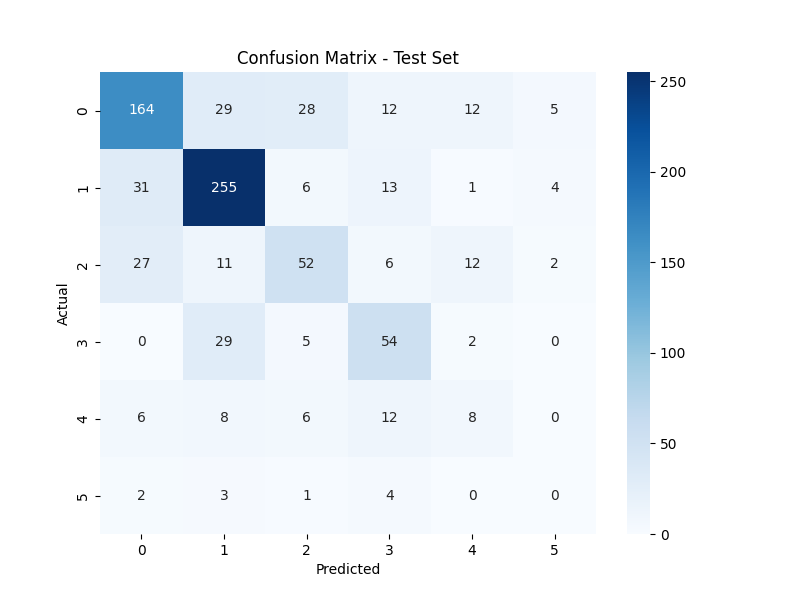 Confusion Matrix - Test Set
0 164 29 28 12 12 5
1 31 255 6 13 1 4
2 27 11 52 6 12 2
3 0 29 5 54 2 0
4 6 8 6 12 8 0
5 2 3 1 4 0 0
0 1 2 3 4 5
Predicted
Actual
250
200
150
100
50
0